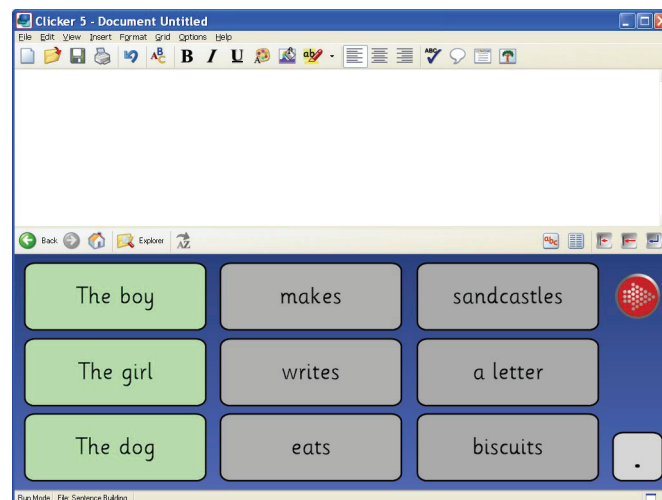 Clicker 5 - Document Untitled
File Edit View Insert Format Grid Options Help
B I U
Back Explorer
The boy makes sandcastles
The girl writes a letter
The dog eats biscuits .
Run Mode File: Sentence Building